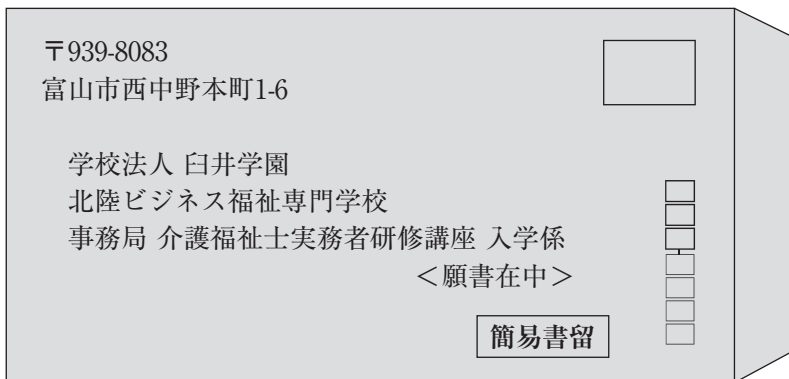 〒939-8083
富山市西中野本町1-6
学校法人 臼井学園
北陸ビジネス福祉専門学校
事務局 介護福祉士実務者研修講座 入学係
＜願書在中＞
簡易書留